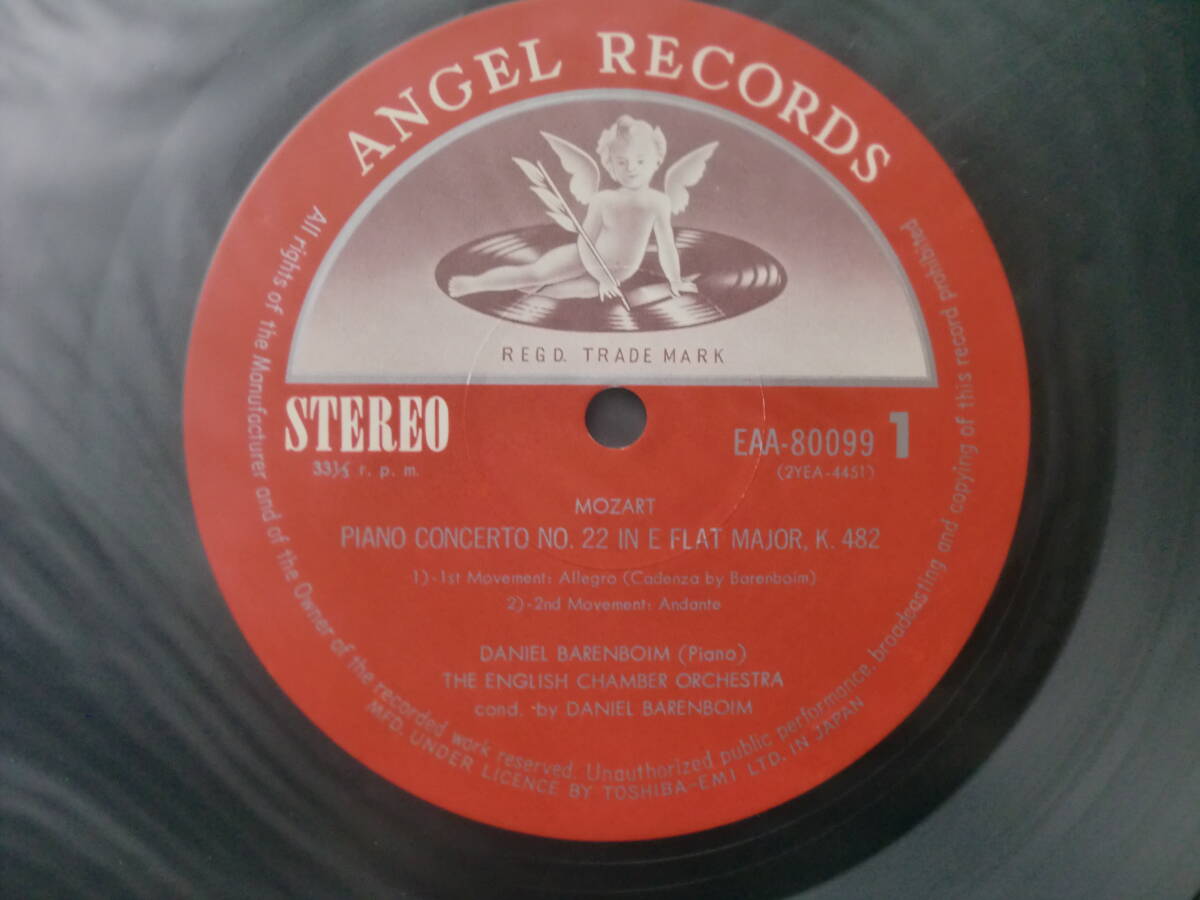 ANGEL RECORDS
REGD. TRADE MARK
STEREO
33⅓ r. p. m.
EAA-80099 1
(2YEA-4451)
MOZART
PIANO CONCERTO NO. 22 IN E FLAT MAJOR, K. 482
1)-1st Movement: Allegro (Cadenza by Barenboim)
2)-2nd Movement: Andante
DANIEL BARENBOIM (Piano)
THE ENGLISH CHAMBER ORCHESTRA
cond. by DANIEL BARENBOIM
All rights of the Manufacturer and of the Owner of the recorded work reserved. Unauthorized public performance, broadcasting and copying of this record prohibited
MFD. UNDER LICENCE BY TOSHIBA-EMI LTD. IN JAPAN